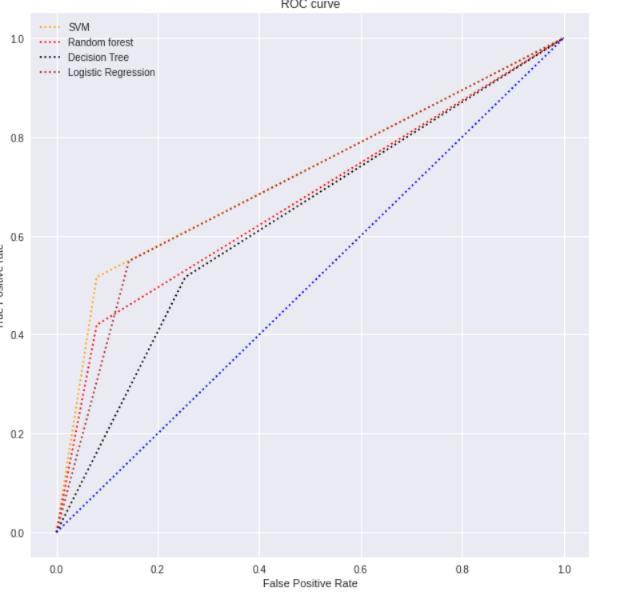 ROC curve
SVM
Random forest
Decision Tree
Logistic Regression
1.0
0.8
0.6
0.4
0.2
0.0
0.0 0.2 0.4 0.6 0.8 1.0
False Positive Rate